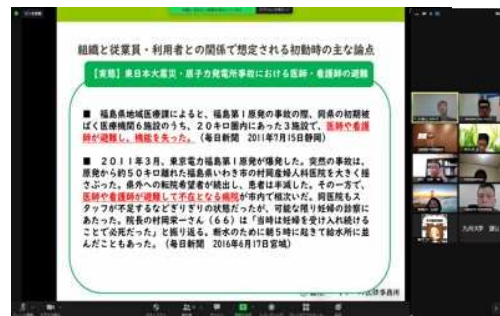 組織と従業員・利用者との関係で想定される初動時の主な論点
【実態】東日本大震災・原子力発電所事故における医師・看護師の避難
■ 福島県地域医療課によると、福島第1原発の事故の際、同県の初期被
ばく医療機関6施設のうち、20キロ圏内にあった3施設で、医師や看護
師が避難し、機能を失った。（毎日新聞 2011年7月15日静岡）
■ 2011年3月、東京電力福島第1原発が爆発した。突然の事故は、
原発から約50キロ離れた福島県いわき市の村岡産婦人科医院を大きく揺
さぶった。県外への転院希望者が続出し、患者は半減した。その一方で、
医師や看護師が避難して不在となる病院が市内で相次いだ。同医院もス
タッフが不足するなどぎりぎりの状態だったが、可能な限り妊婦の診察に
あたった。院長の村岡栄一さん（66）は「当時は妊婦を受け入れ続ける
ことで必死だった」と振り返る。断水のために朝5時に起きて給水所に並
んだこともあった。（毎日新聞 2016年6月17日宮城）
法律事務所
九州大学